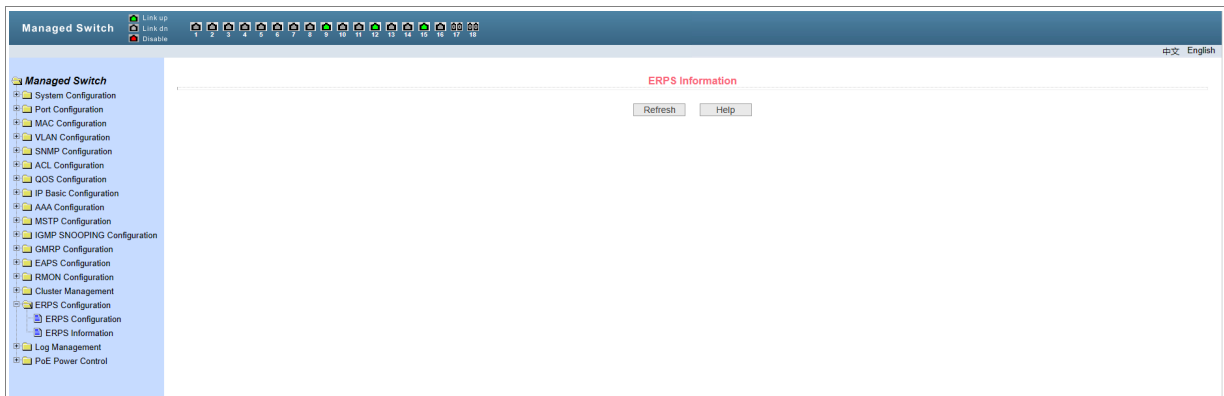 Managed Switch
Link up
Link dn
Disable
1 2 3 4 5 6 7 8 9 10 11 12 13 14 15 16 17 18
中文 English
Managed Switch
System Configuration
Port Configuration
MAC Configuration
VLAN Configuration
SNMP Configuration
ACL Configuration
QOS Configuration
IP Basic Configuration
AAA Configuration
MSTP Configuration
IGMP SNOOPING Configuration
GMRP Configuration
EAPS Configuration
RMON Configuration
Cluster Management
ERPS Configuration
ERPS Configuration
ERPS Information
Log Management
PoE Power Control
ERPS Information
Refresh Help